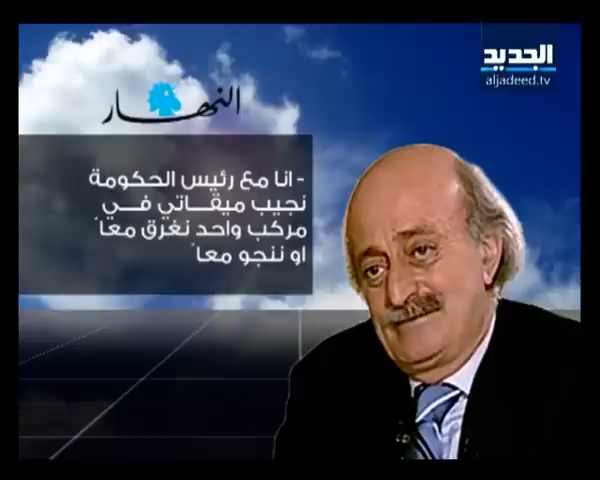 الجديد
aljadeed.tv
النهار
- انا مع رئيس الحكومة
نجيب ميقاتي في
مركب واحد نغرق معاً
او ننجو معاً